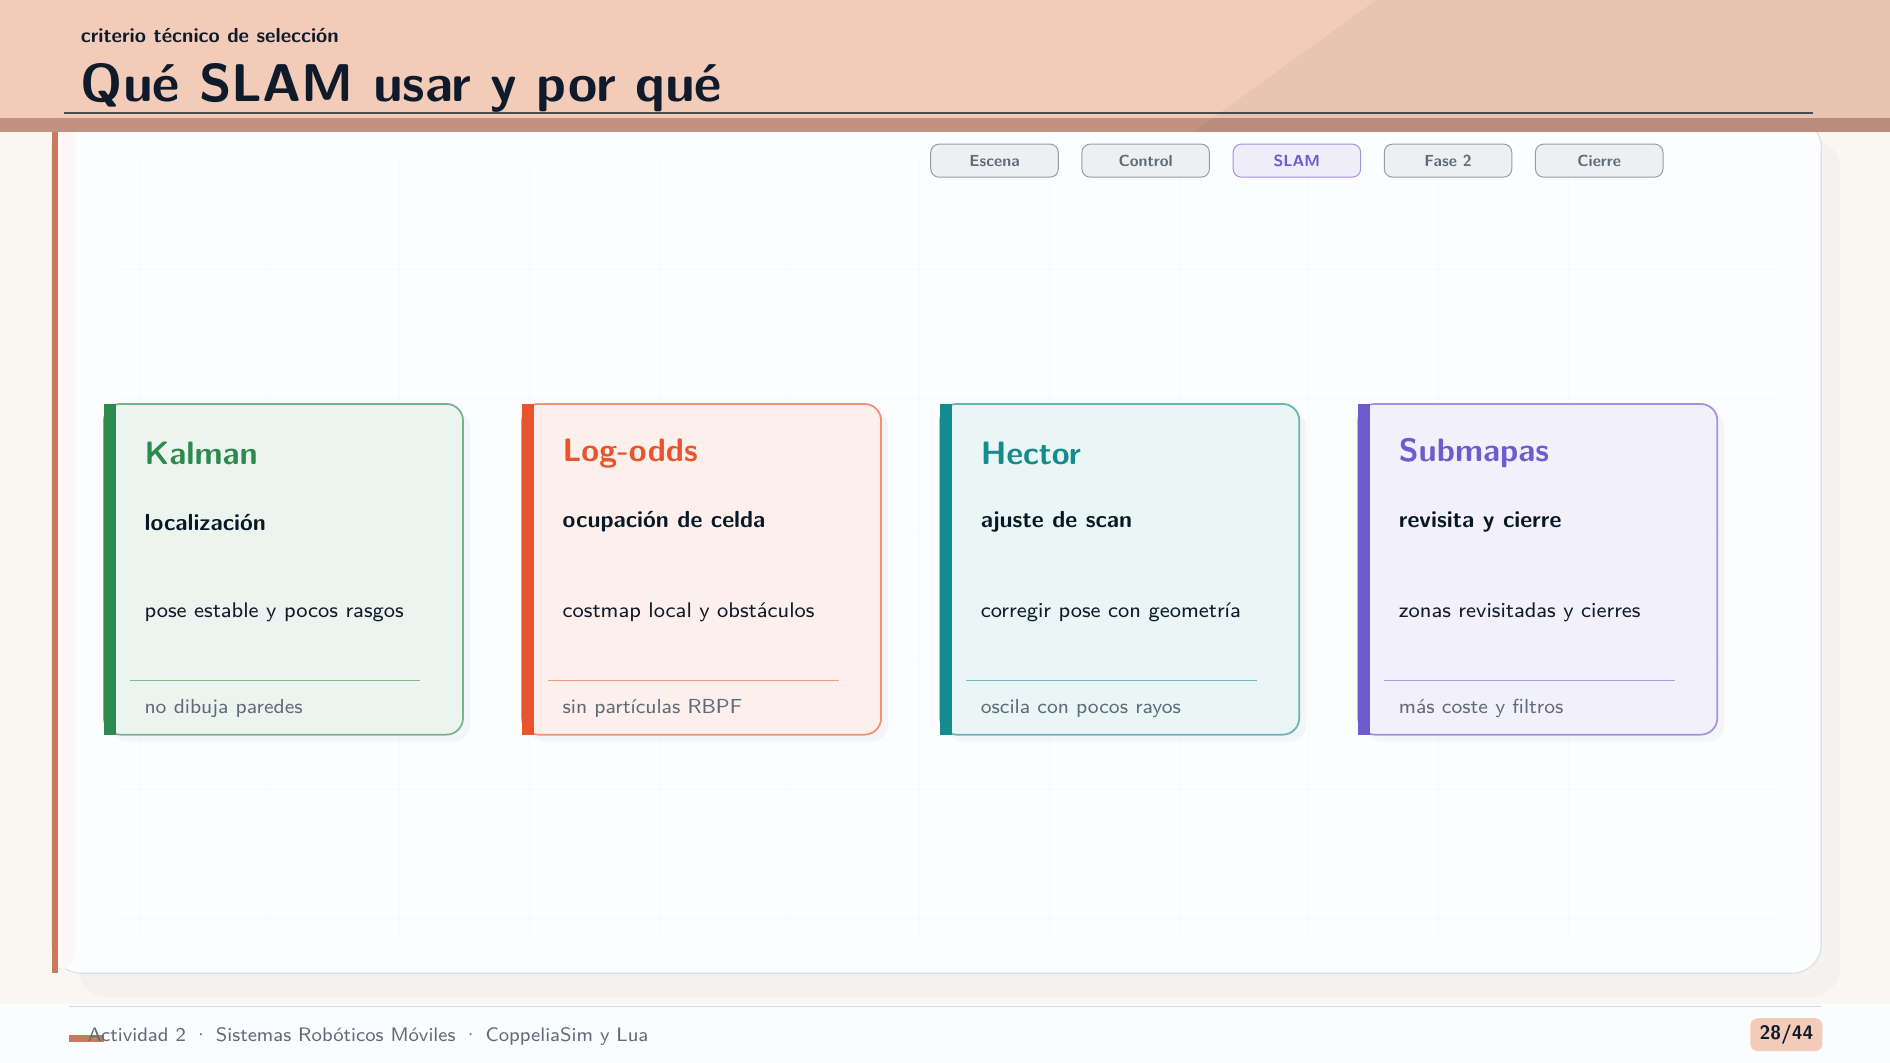 criterio técnico de selección
Qué SLAM usar y por qué
Escena
Control
SLAM
Fase 2
Cierre
Kalman
localización
pose estable y pocos rasgos
no dibuja paredes
Log-odds
ocupación de celda
costmap local y obstáculos
sin partículas RBPF
Hector
ajuste de scan
corregir pose con geometría
oscila con pocos rayos
Submapas
revisita y cierre
zonas revisitadas y cierres
más coste y filtros
Actividad 2 · Sistemas Robóticos Móviles · CoppeliaSim y Lua
28/44